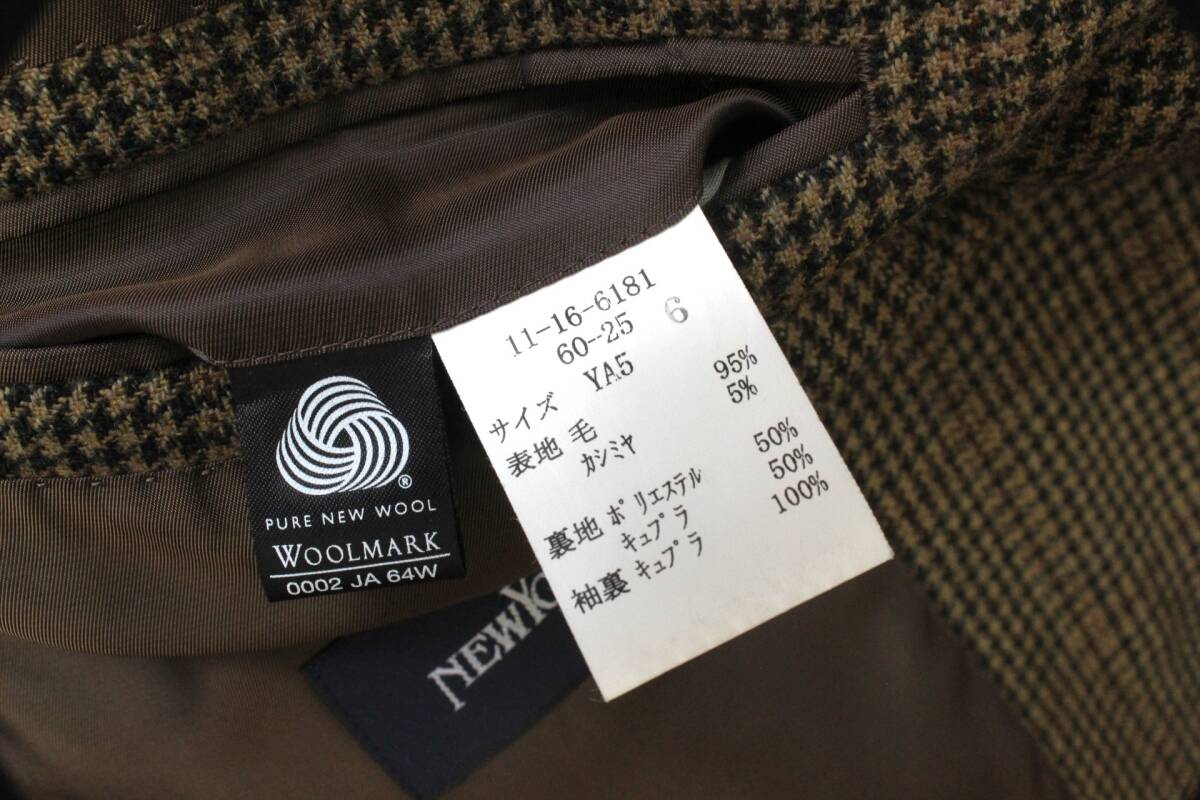 11-16-6181
60-25 6
サイズ YA5
表地 毛 95%
カシミヤ 5%
裏地 ポリエステル 50%
キュプラ 50%
袖裏 キュプラ 100%
PURE NEW WOOL
WOOLMARK
0002 JA 64W
NEWYO